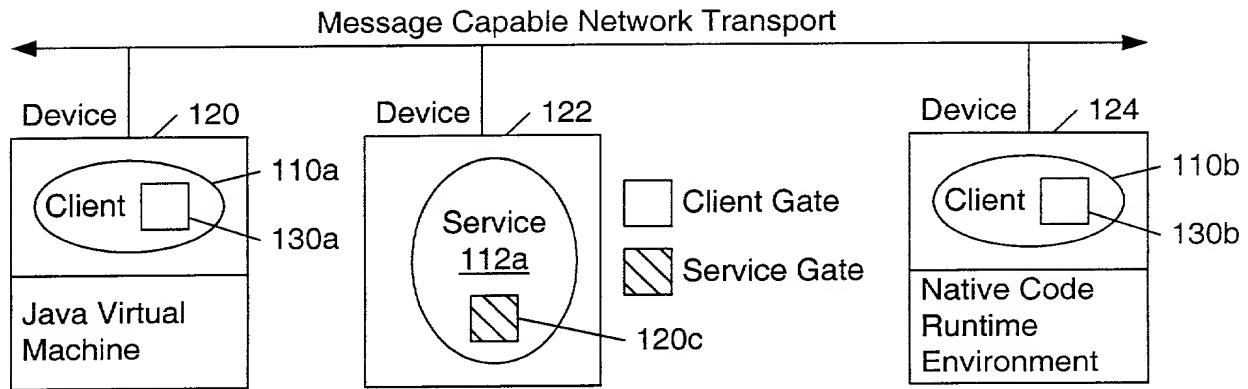 Message Capable Network Transport
Device
120
Device
122
Device
124
Client
110a
130a
Service
112a
120c
Client Gate
Service Gate
Client
110b
130b
Java Virtual
Machine
Native Code
Runtime
Environment